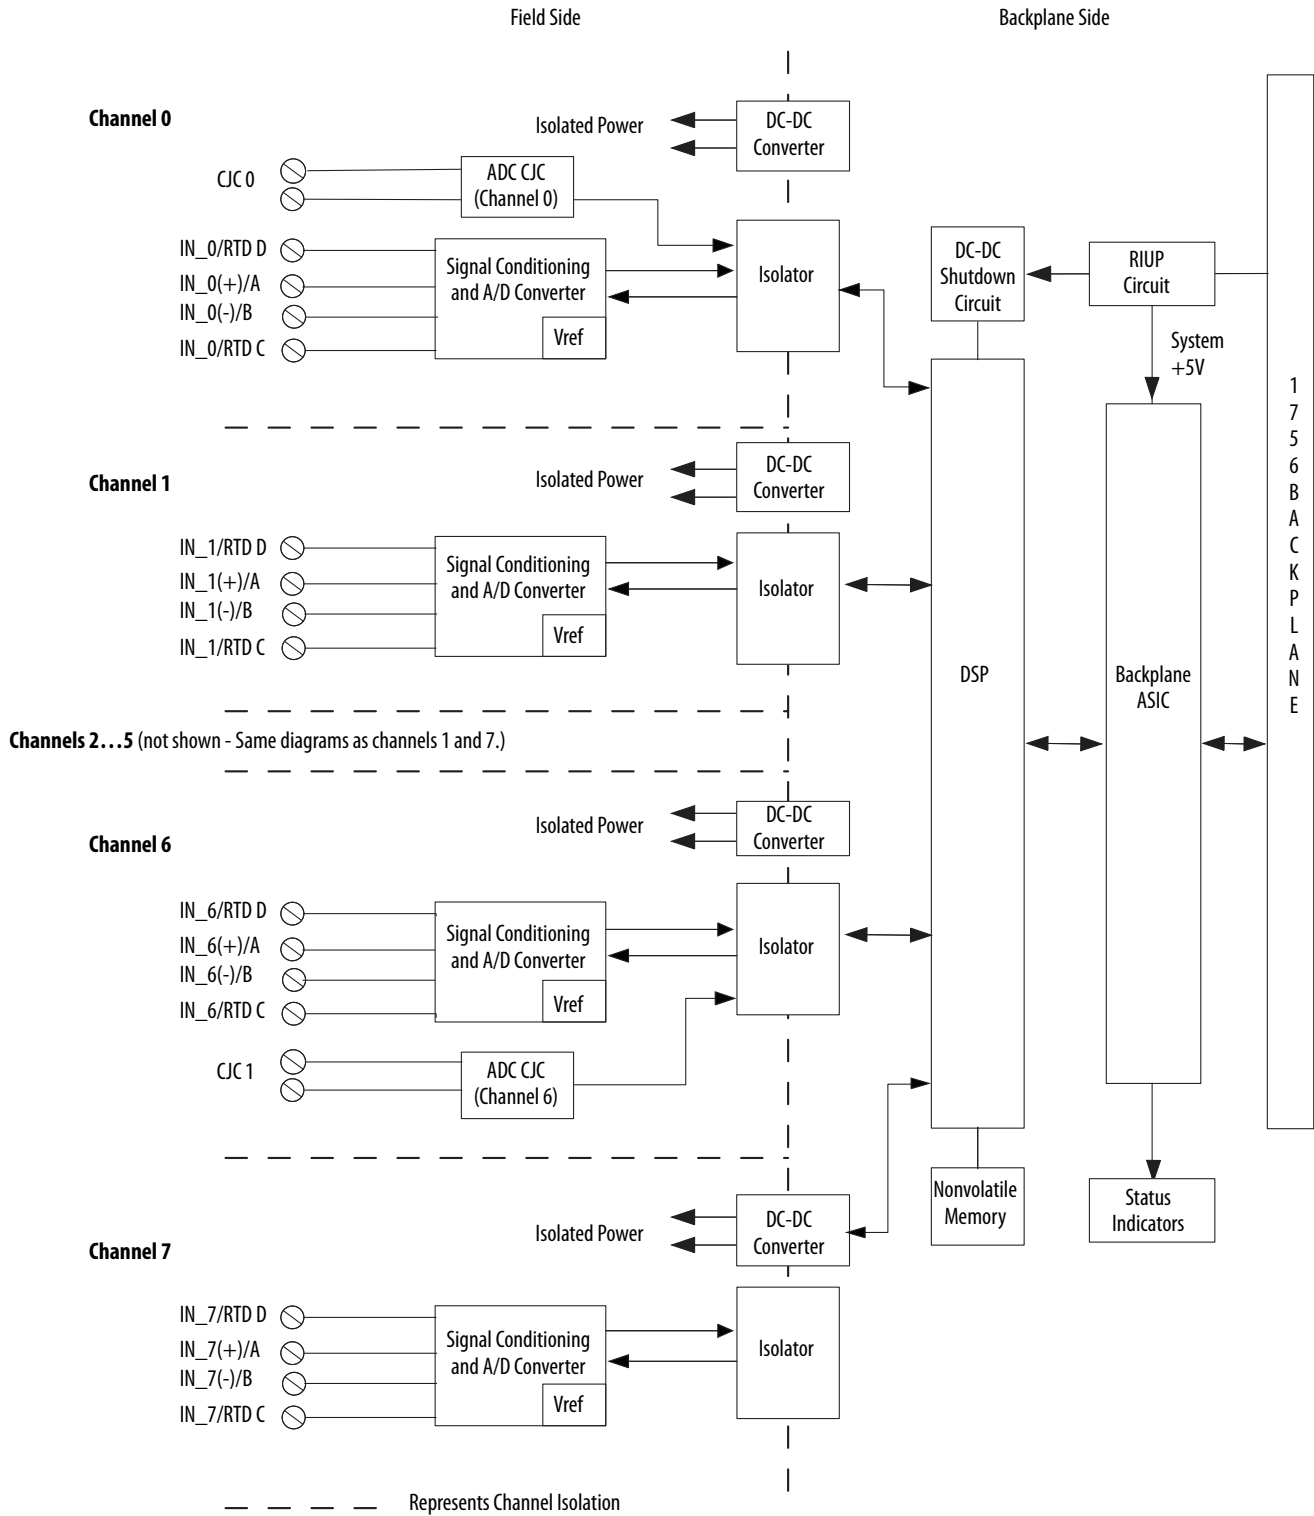 Field Side
Backplane Side
Channel 0
Isolated Power
DC-DC
Converter
CJC 0
ADC CJC
(Channel 0)
IN_0/RTD D
IN_0(+)/A
IN_0(-)/B
IN_0/RTD C
Signal Conditioning
and A/D Converter
Vref
Isolator
DC-DC
Shutdown
Circuit
RIUP
Circuit
System
+5V
1
7
5
6
B
A
C
K
P
L
A
N
E
Channel 1
Isolated Power
DC-DC
Converter
IN_1/RTD D
IN_1(+)/A
IN_1(-)/B
IN_1/RTD C
Signal Conditioning
and A/D Converter
Vref
Isolator
DSP
Backplane
ASIC
Channels 2...5 (not shown - Same diagrams as channels 1 and 7.)
Channel 6
Isolated Power
DC-DC
Converter
IN_6/RTD D
IN_6(+)/A
IN_6(-)/B
IN_6/RTD C
Signal Conditioning
and A/D Converter
Vref
Isolator
CJC 1
ADC CJC
(Channel 6)
Nonvolatile
Memory
Status
Indicators
Channel 7
Isolated Power
DC-DC
Converter
IN_7/RTD D
IN_7(+)/A
IN_7(-)/B
IN_7/RTD C
Signal Conditioning
and A/D Converter
Vref
Isolator
Represents Channel Isolation